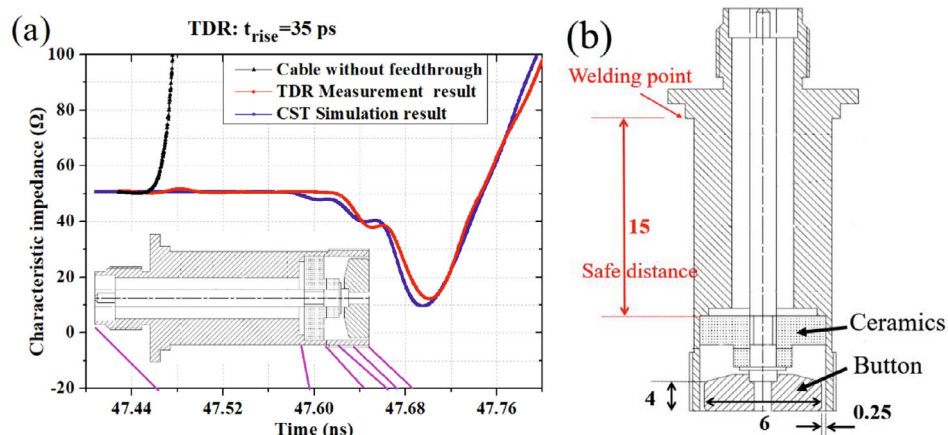 (a)
TDR: t_rise=35 ps
Characteristic impedance (Ω)
100
80
60
40
20
0
-20
Cable without feedthrough
TDR Measurement result
CST Simulation result
47.44
47.52
47.60
47.68
47.76
Time (ns)
(b)
Welding point
15
Safe distance
Ceramics
Button
4
6
0.25